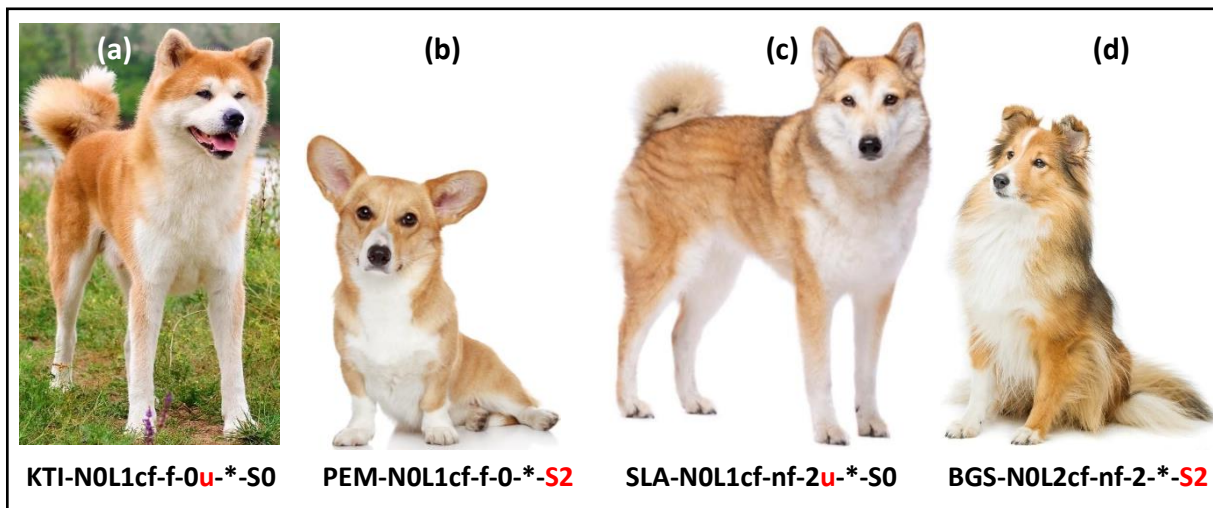 (a)
(b)
(c)
(d)
KTI-N0L1cf-f-0u-*-S0
PEM-N0L1cf-f-0-*-S2
SLA-N0L1cf-nf-2u-*-S0
BGS-N0L2cf-nf-2-*-S2